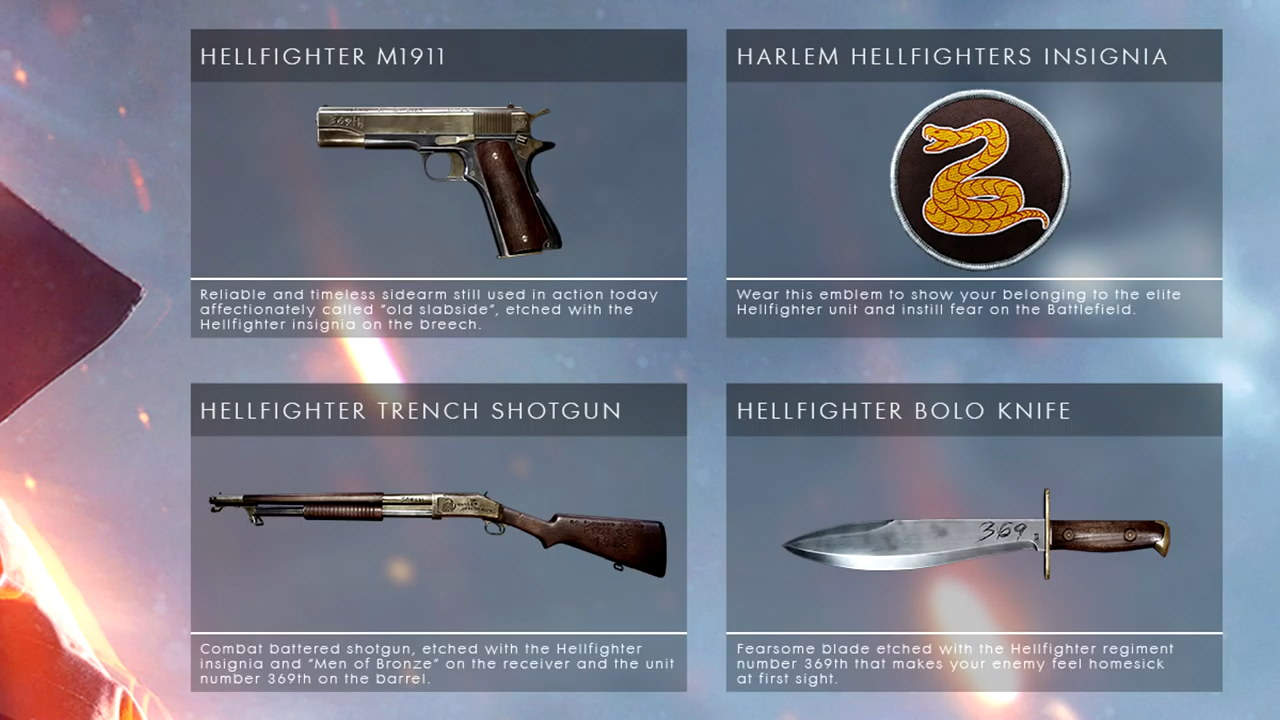 HELLFIGHTER M1911
369th
Reliable and timeless sidearm still used in action today
affectionately called "old slabside", etched with the
Hellfighter insignia on the breech.
HARLEM HELLFIGHTERS INSIGNIA
Wear this emblem to show your belonging to the elite
Hellfighter unit and instill fear on the Battlefield.
HELLFIGHTER TRENCH SHOTGUN
Combat battered shotgun, etched with the Hellfighter
insignia and "Men of Bronze" on the receiver and the unit
number 369th on the barrel.
HELLFIGHTER BOLO KNIFE
369
Fearsome blade etched with the Hellfighter regiment
number 369th that makes your enemy feel homesick
at first sight.